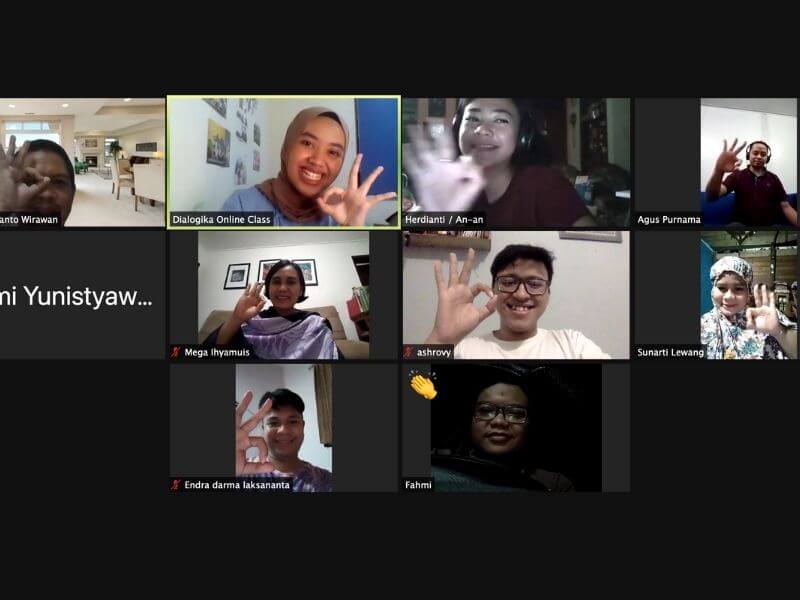 anto Wirawan
Dialogika Online Class
Herdianti / An-an
Agus Purnama
mi Yunistyaw...
Mega Ihyamuis
ashrovy
Sunarti Lewang
Endra darma laksananta
Fahmi